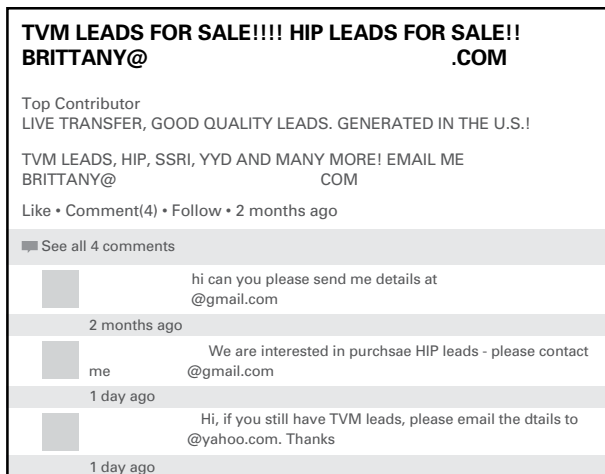 TVM LEADS FOR SALE!!!! HIP LEADS FOR SALE!!
BRITTANY@ .COM
Top Contributor
LIVE TRANSFER, GOOD QUALITY LEADS. GENERATED IN THE U.S.!
TVM LEADS, HIP, SSRI, YYD AND MANY MORE! EMAIL ME
BRITTANY@ COM
Like • Comment(4) • Follow • 2 months ago
See all 4 comments
hi can you please send me details at
@gmail.com
2 months ago
We are interested in purchsae HIP leads - please contact
me @gmail.com
1 day ago
Hi, if you still have TVM leads, please email the dtails to
@yahoo.com. Thanks
1 day ago